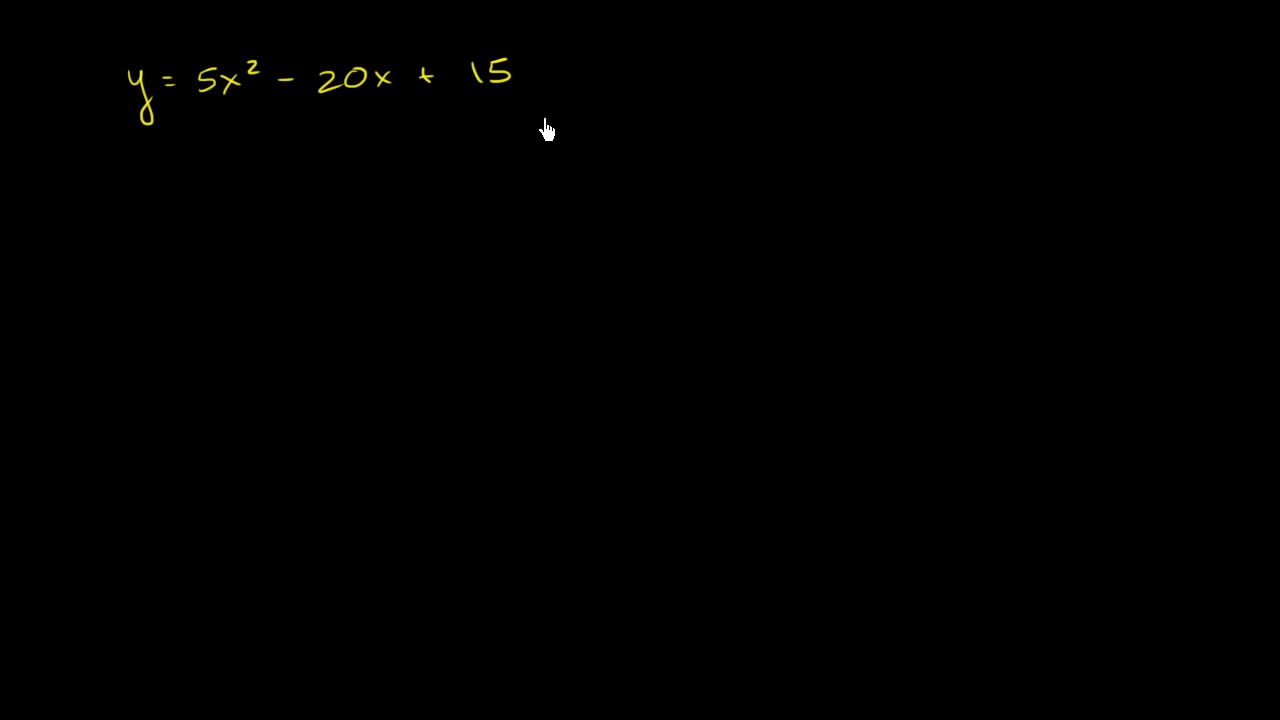 y = 5x² - 20x + 15